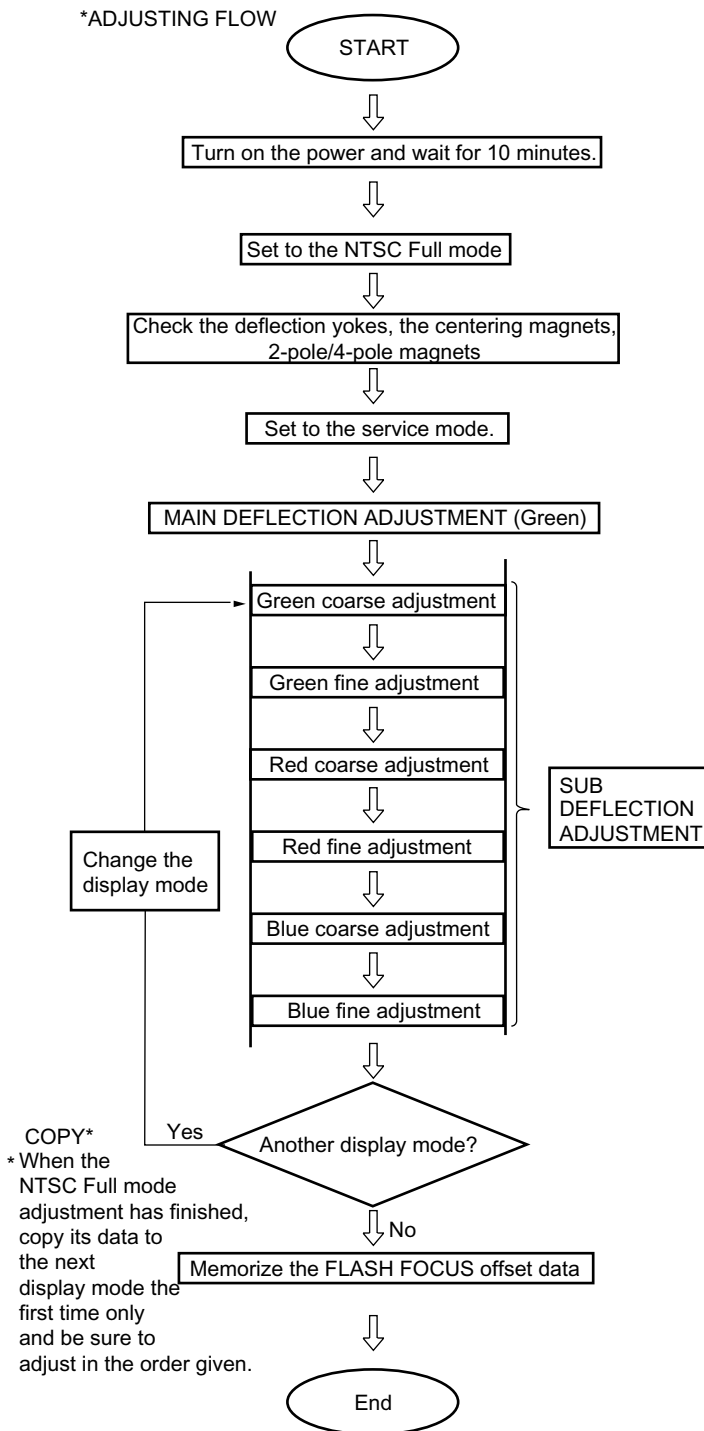 *ADJUSTING FLOW
START
Turn on the power and wait for 10 minutes.
Set to the NTSC Full mode
Check the deflection yokes, the centering magnets,
2-pole/4-pole magnets
Set to the service mode.
MAIN DEFLECTION ADJUSTMENT (Green)
Green coarse adjustment
Green fine adjustment
Red coarse adjustment
Red fine adjustment
Blue coarse adjustment
Blue fine adjustment
SUB
DEFLECTION
ADJUSTMENT
Change the
display mode
Another display mode?
Yes
No
COPY*
* When the
NTSC Full mode
adjustment has finished,
copy its data to
the next
display mode the
first time only
and be sure to
adjust in the order given.
Memorize the FLASH FOCUS offset data
End